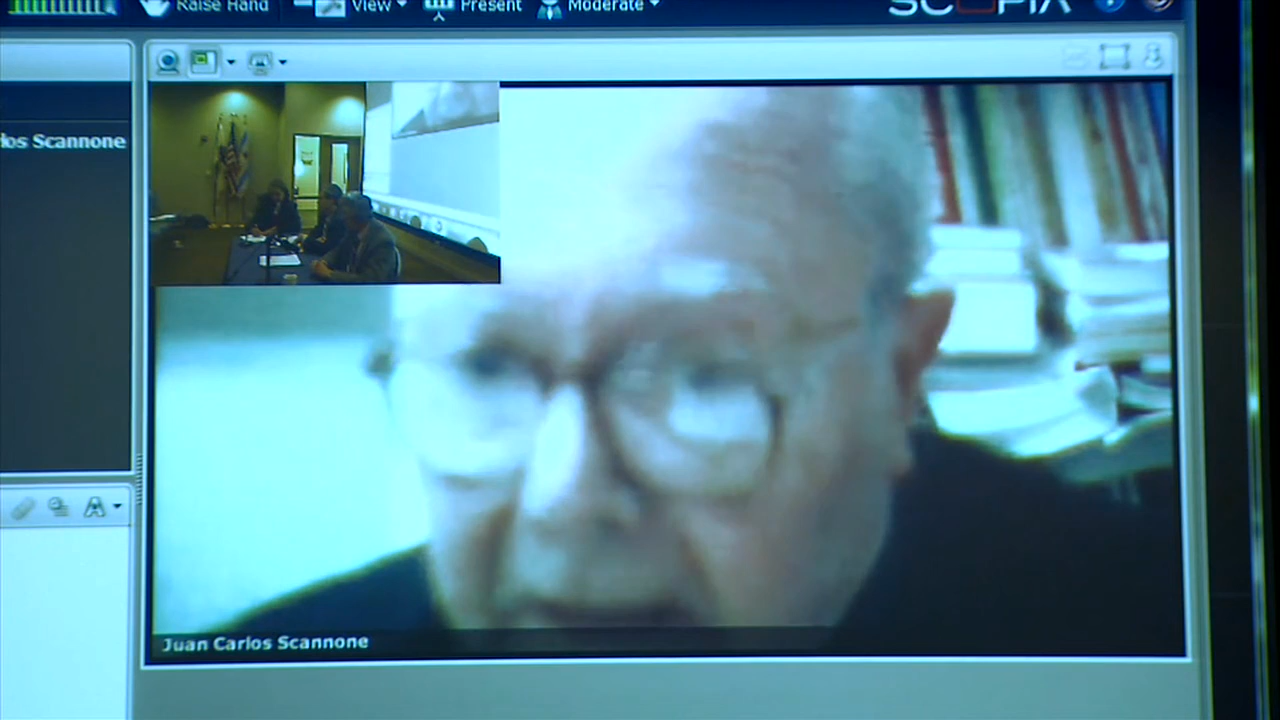 Raise Hand
View
Present
Moderate
SCOPIA
los Scannone
Juan Carlos Scannone